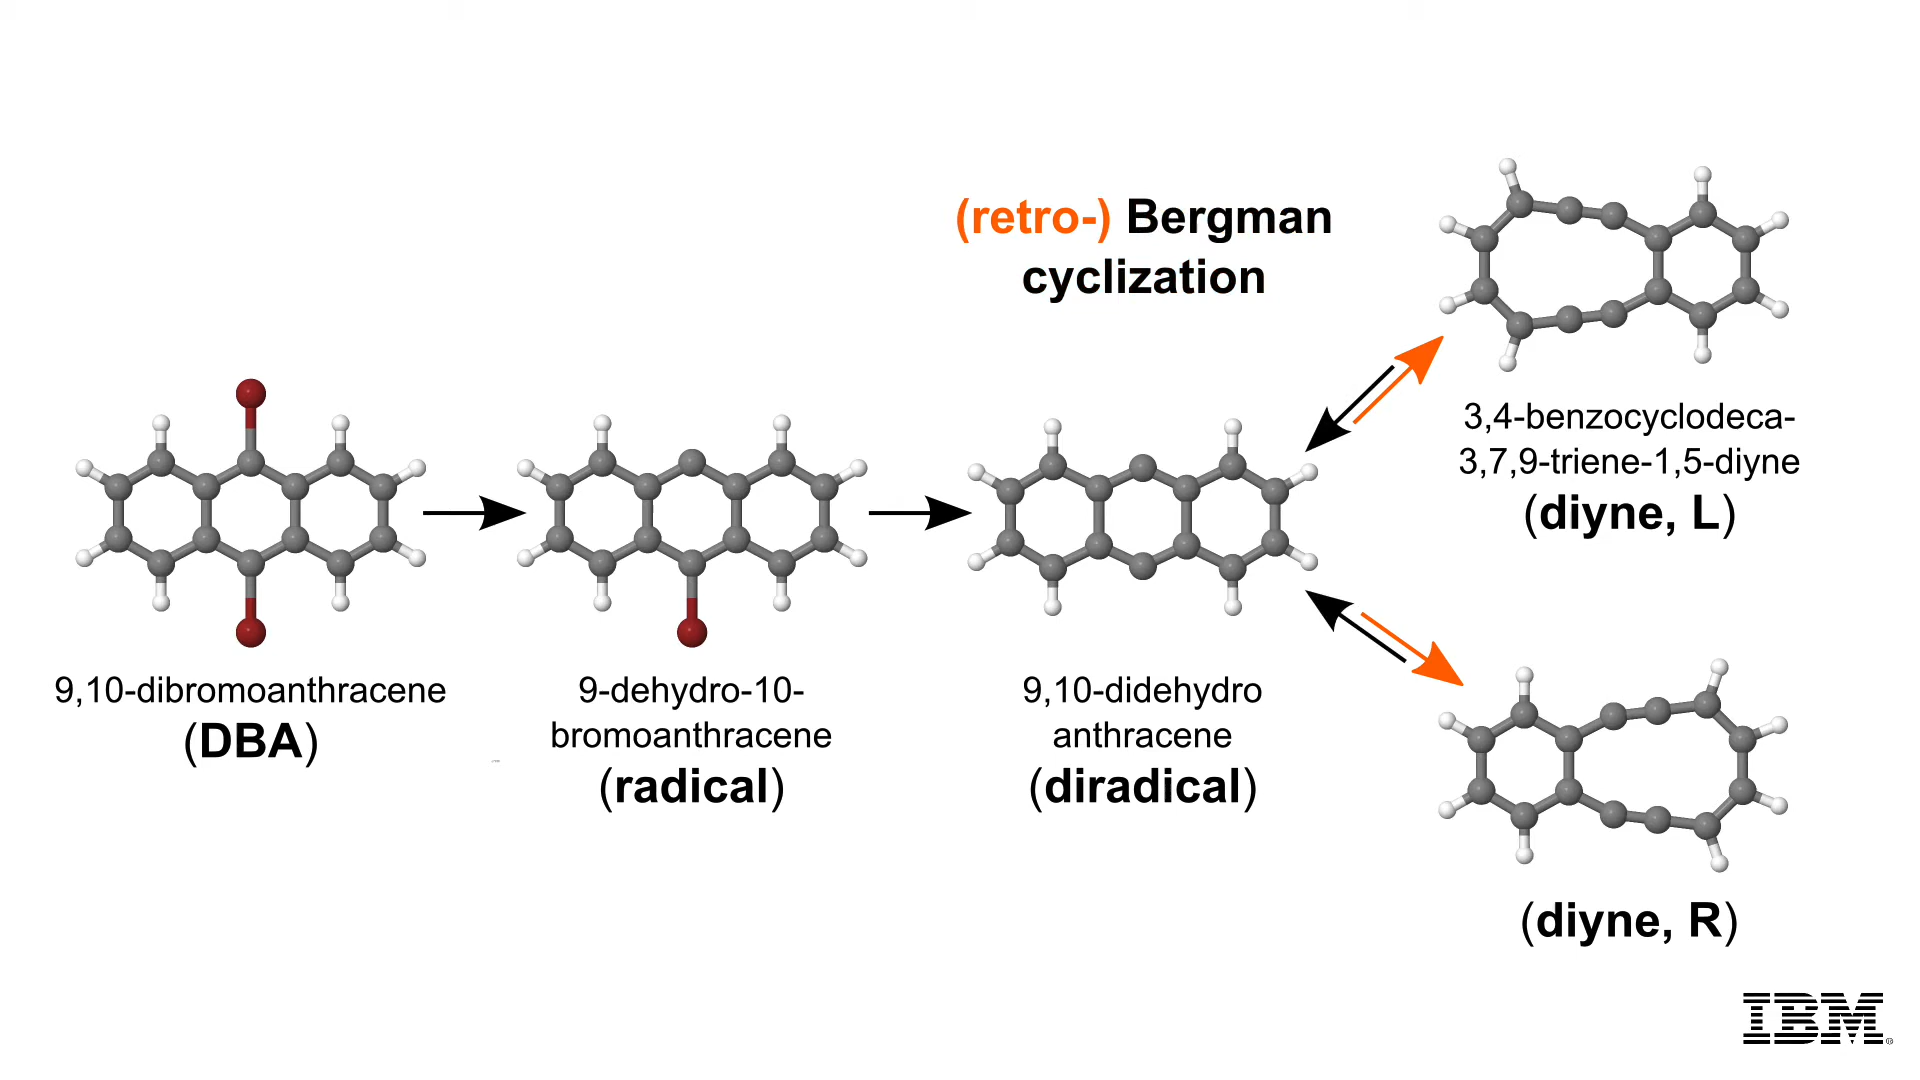 (retro-) Bergman
cyclization
9,10-dibromoanthracene
(DBA)
9-dehydro-10-
bromoanthracene
(radical)
9,10-didehydro
anthracene
(diradical)
3,4-benzocyclodeca-
3,7,9-triene-1,5-diyne
(diyne, L)
(diyne, R)
IBM®